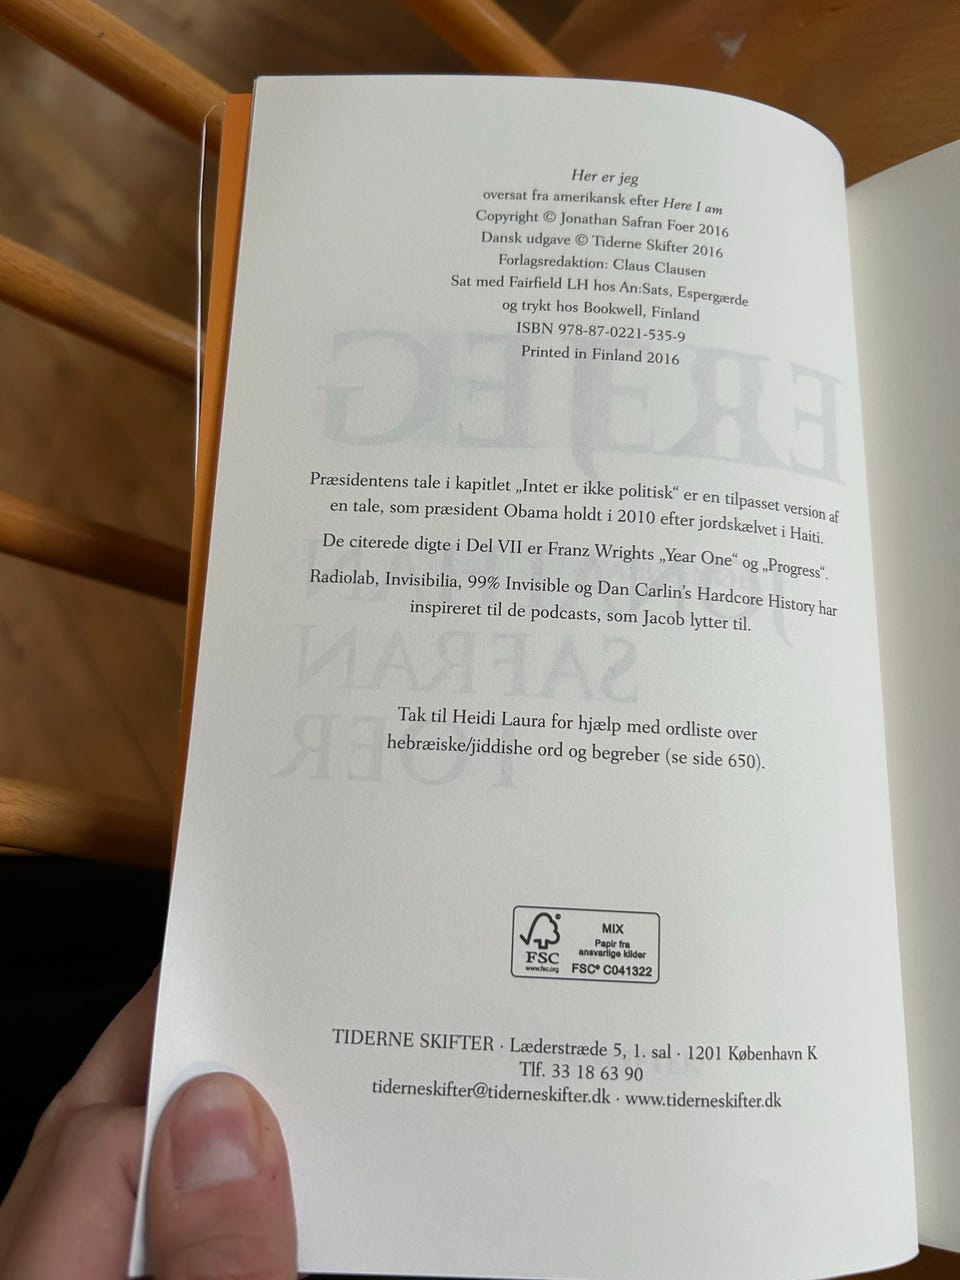 Her er jeg
oversat fra amerikansk efter Here I am
Copyright © Jonathan Safran Foer 2016
Dansk udgave © Tiderne Skifter 2016
Forlagsredaktion: Claus Clausen
Sat med Fairfield LH hos An:Sats, Espergærde
og trykt hos Bookwell, Finland
ISBN 978-87-0221-535-9
Printed in Finland 2016
ER JEG
Præsidentens tale i kapitlet „Intet er ikke politisk“ er en tilpasset version af
en tale, som præsident Obama holdt i 2010 efter jordskælvet i Haiti.
De citerede digte i Del VII er Franz Wrights „Year One“ og „Progress“.
Radiolab, Invisibilia, 99% Invisible og Dan Carlin's Hardcore History har
inspireret til de podcasts, som Jacob lytter til.
JONATHAN
SAFRAN
FOER
Tak til Heidi Laura for hjælp med ordliste over
hebræiske/jiddishe ord og begreber (se side 650).
FSC
www.fsc.org
MIX
Papir fra
ansvarlige kilder
FSC® C041322
TIDERNE SKIFTER · Læderstræde 5, 1. sal · 1201 København K
Tlf. 33 18 63 90
tiderneskifter@tiderneskifter.dk · www.tiderneskifter.dk